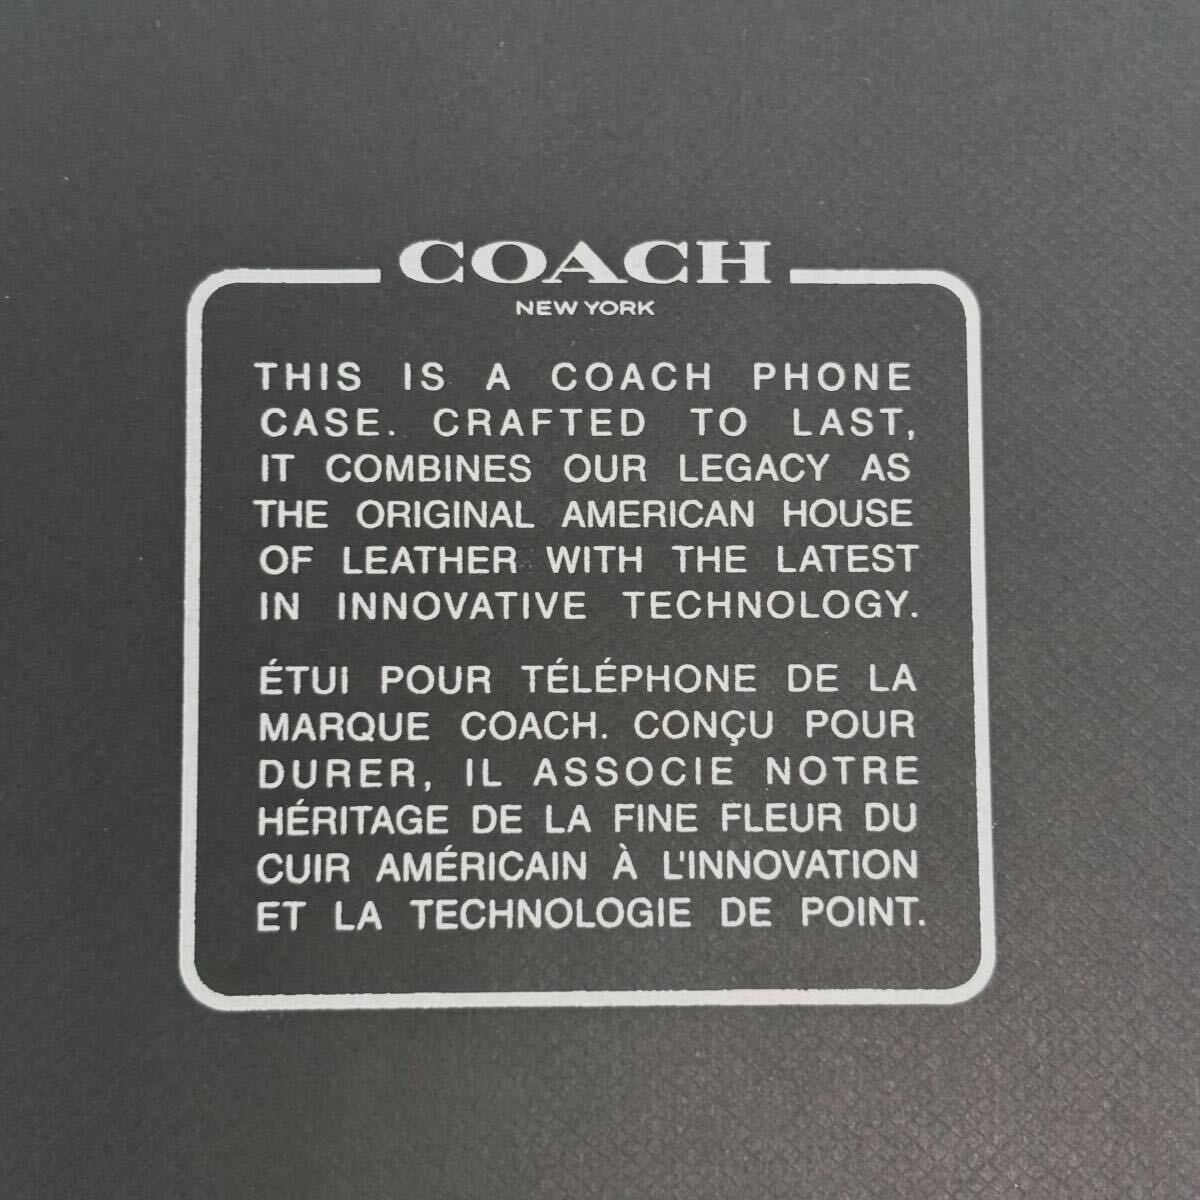 COACH
NEW YORK
THIS IS A COACH PHONE
CASE. CRAFTED TO LAST,
IT COMBINES OUR LEGACY AS
THE ORIGINAL AMERICAN HOUSE
OF LEATHER WITH THE LATEST
IN INNOVATIVE TECHNOLOGY.
ÉTUI POUR TÉLÉPHONE DE LA
MARQUE COACH. CONÇU POUR
DURER, IL ASSOCIE NOTRE
HÉRITAGE DE LA FINE FLEUR DU
CUIR AMÉRICAIN À L'INNOVATION
ET LA TECHNOLOGIE DE POINT.